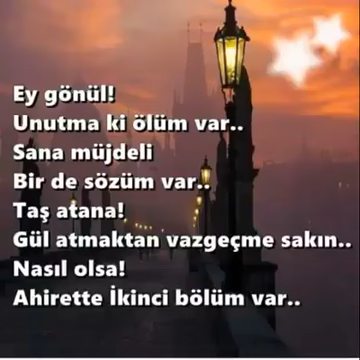 Ey gönül!
Unutma ki ölüm var..
Sana müjdeli
Bir de sözüm var..
Taş atana!
Gül atmaktan vazgeçme sakın..
Nasıl olsa!
Ahirette İkinci bölüm var..